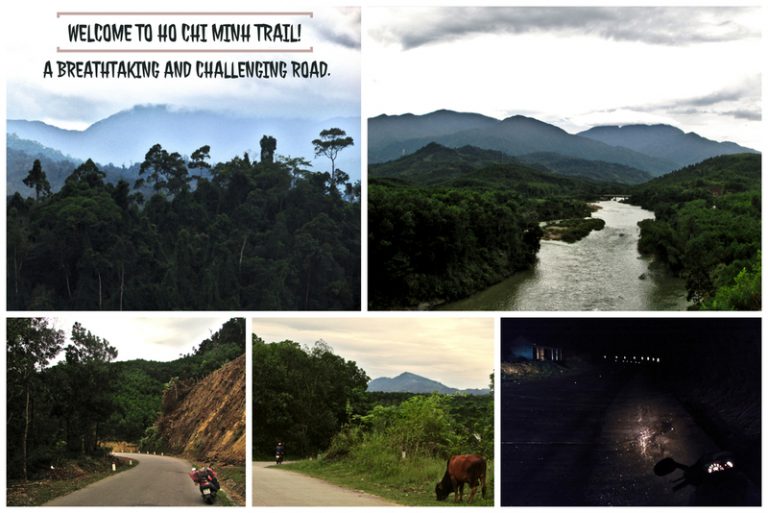 WELCOME TO HO CHI MINH TRAIL!
A BREATHTAKING AND CHALLENGING ROAD.